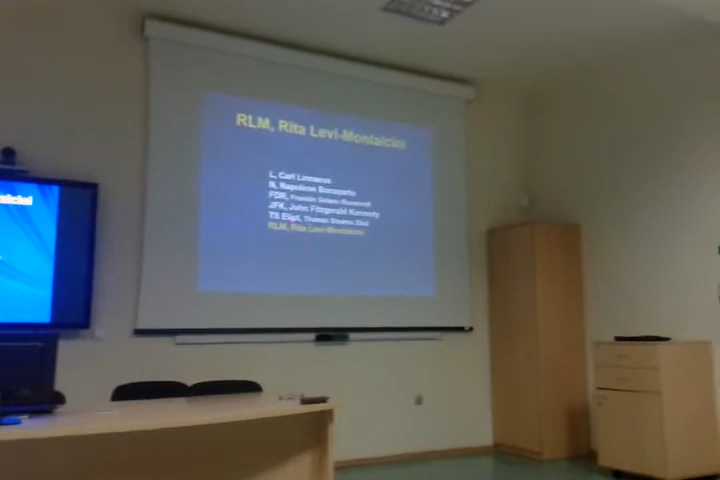 RLM, Rita Levi-Montalcini
L, Carl Linnaeus
N, Napoleon Bonaparte
FDR, Franklin Delano Roosevelt
JFK, John Fitzgerald Kennedy
TS Eliot, Thomas Stearns Eliot
RLM, Rita Levi-Montalcini